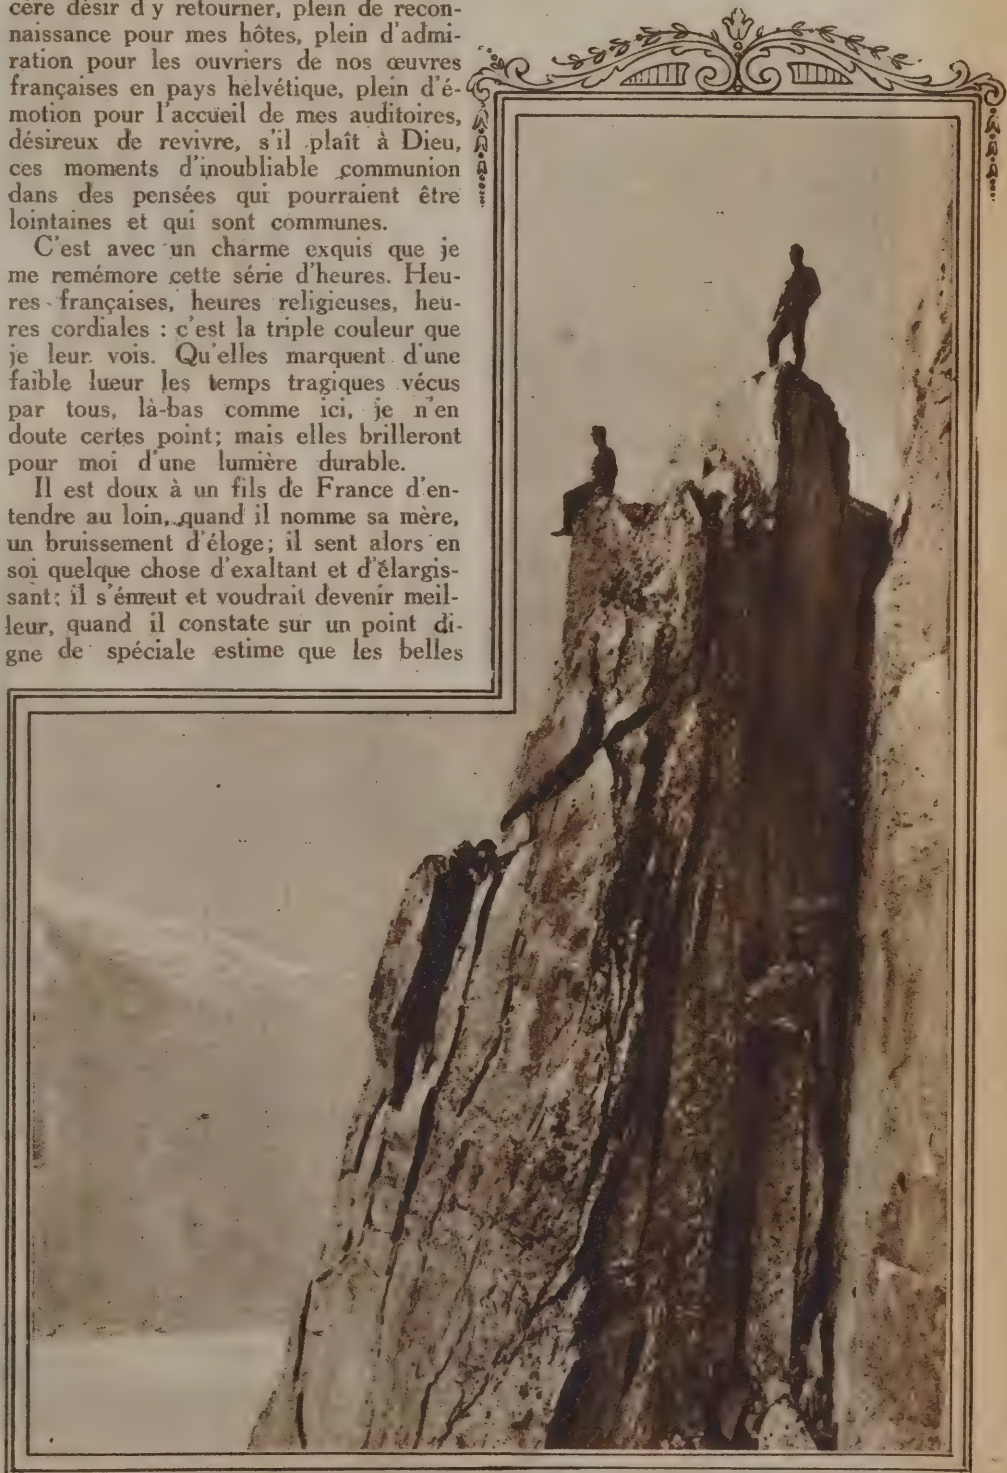 cère désir d'y retourner, plein de recon-
naissance pour mes hôtes, plein d'admi-
ration pour les ouvriers de nos œuvres
françaises en pays helvétique, plein d'é-
motion pour l'accueil de mes auditoires,
désireux de revivre, s'il plaît à Dieu,
ces moments d'inoubliable communion
dans des pensées qui pourraient être
lointaines et qui sont communes.
C'est avec un charme exquis que je
me remémore cette série d'heures. Heu-
res françaises, heures religieuses, heu-
res cordiales : c'est la triple couleur que
je leur vois. Qu'elles marquent d'une
faible lueur les temps tragiques vécus
par tous, là-bas comme ici, je n'en
doute certes point; mais elles brilleront
pour moi d'une lumière durable.
Il est doux à un fils de France d'en-
tendre au loin, quand il nomme sa mère,
un bruissement d'éloge; il sent alors en
soi quelque chose d'exaltant et d'élargis-
sant; il s'émeut et voudrait devenir meil-
leur, quand il constate sur un point di-
gne de spéciale estime que les belles